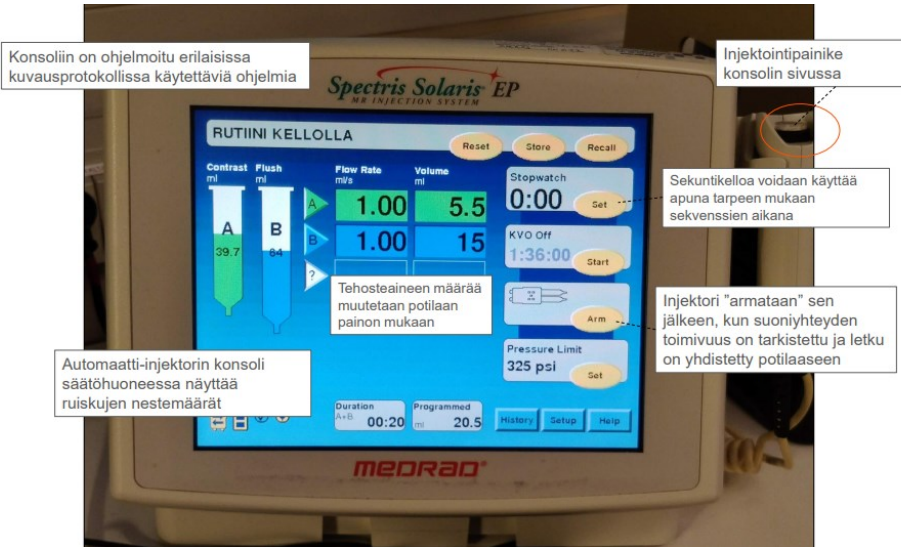 Konsoliin on ohjelmoitu erilaisissa
kuvausprotokollissa käytettäviä ohjelmia
Injektointipainike
konsolin sivussa
Spectris Solaris EP
MR INJECTION SYSTEM
RUTIINI KELLOLLA
Reset
Store
Recall
Contrast
ml
Flush
ml
Flow Rate
ml/s
Volume
ml
A
39.7
B
64
A
1.00
5.5
B
1.00
15
?
Stopwatch
0:00
Set
Sekuntikelloa voidaan käyttää
apuna tarpeen mukaan
sekvenssien aikana
KVO Off
1:36:00
Start
Tehosteaineen määrää
muutetaan potilaan
painon mukaan
Arm
Injektori ”armataan” sen
jälkeen, kun suoniyhteyden
toimivuus on tarkistettu ja letku
on yhdistetty potilaaseen
Pressure Limit
325 psi
Set
Automaatti-injektorin konsoli
säätöhuoneessa näyttää
ruiskujen nestemäärät
Duration
A+B
00:20
Programmed
ml
20.5
History
Setup
Help
MEDRAD